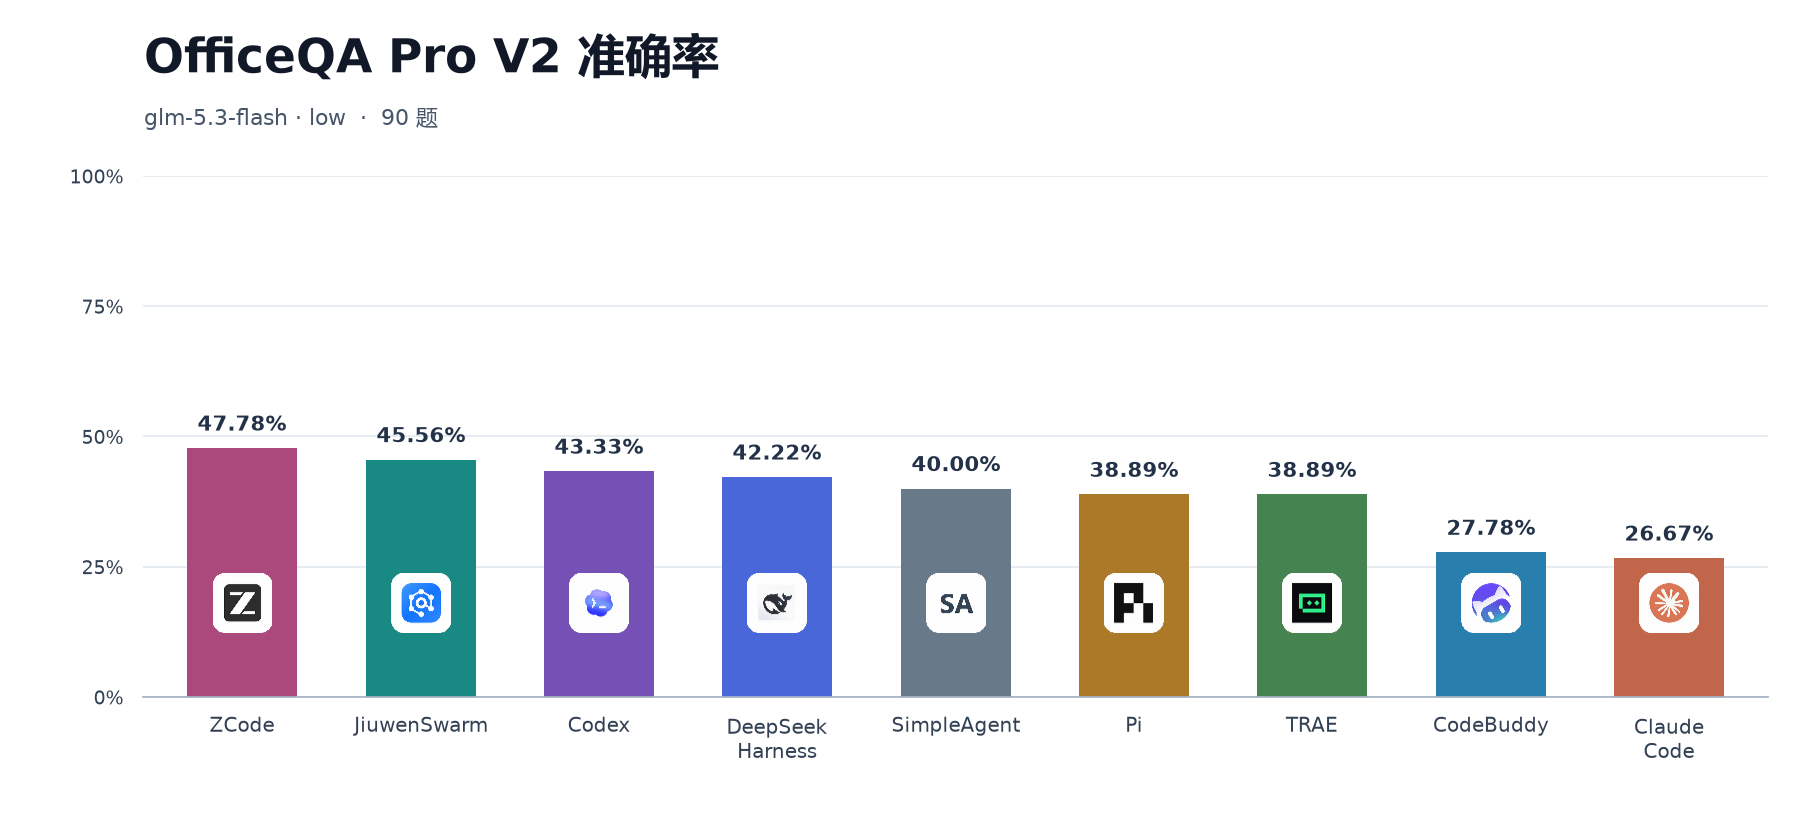 OfficeQA Pro V2 准确率
glm-5.3-flash · low · 90 题
100%
75%
50%
25%
0%
47.78%
45.56%
43.33%
42.22%
40.00%
38.89%
38.89%
27.78%
26.67%
Z
SA
ZCode
JiuwenSwarm
Codex
DeepSeek
Harness
SimpleAgent
Pi
TRAE
CodeBuddy
Claude
Code